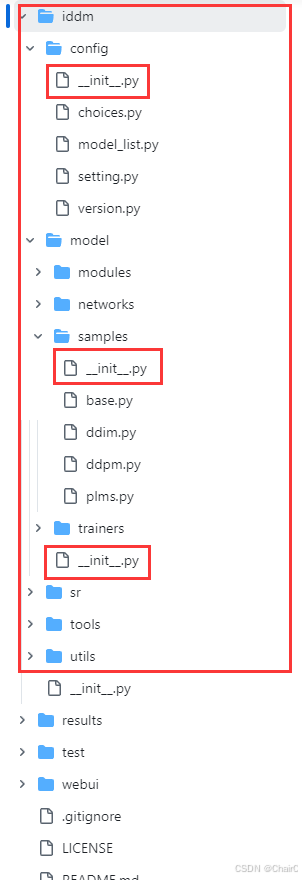 iddm
config
__init__.py
choices.py
model_list.py
setting.py
version.py
model
modules
networks
samples
__init__.py
base.py
ddim.py
ddpm.py
plms.py
trainers
__init__.py
sr
tools
utils
__init__.py
results
test
webui
.gitignore
LICENSE
README.md
CSDN @ChairC